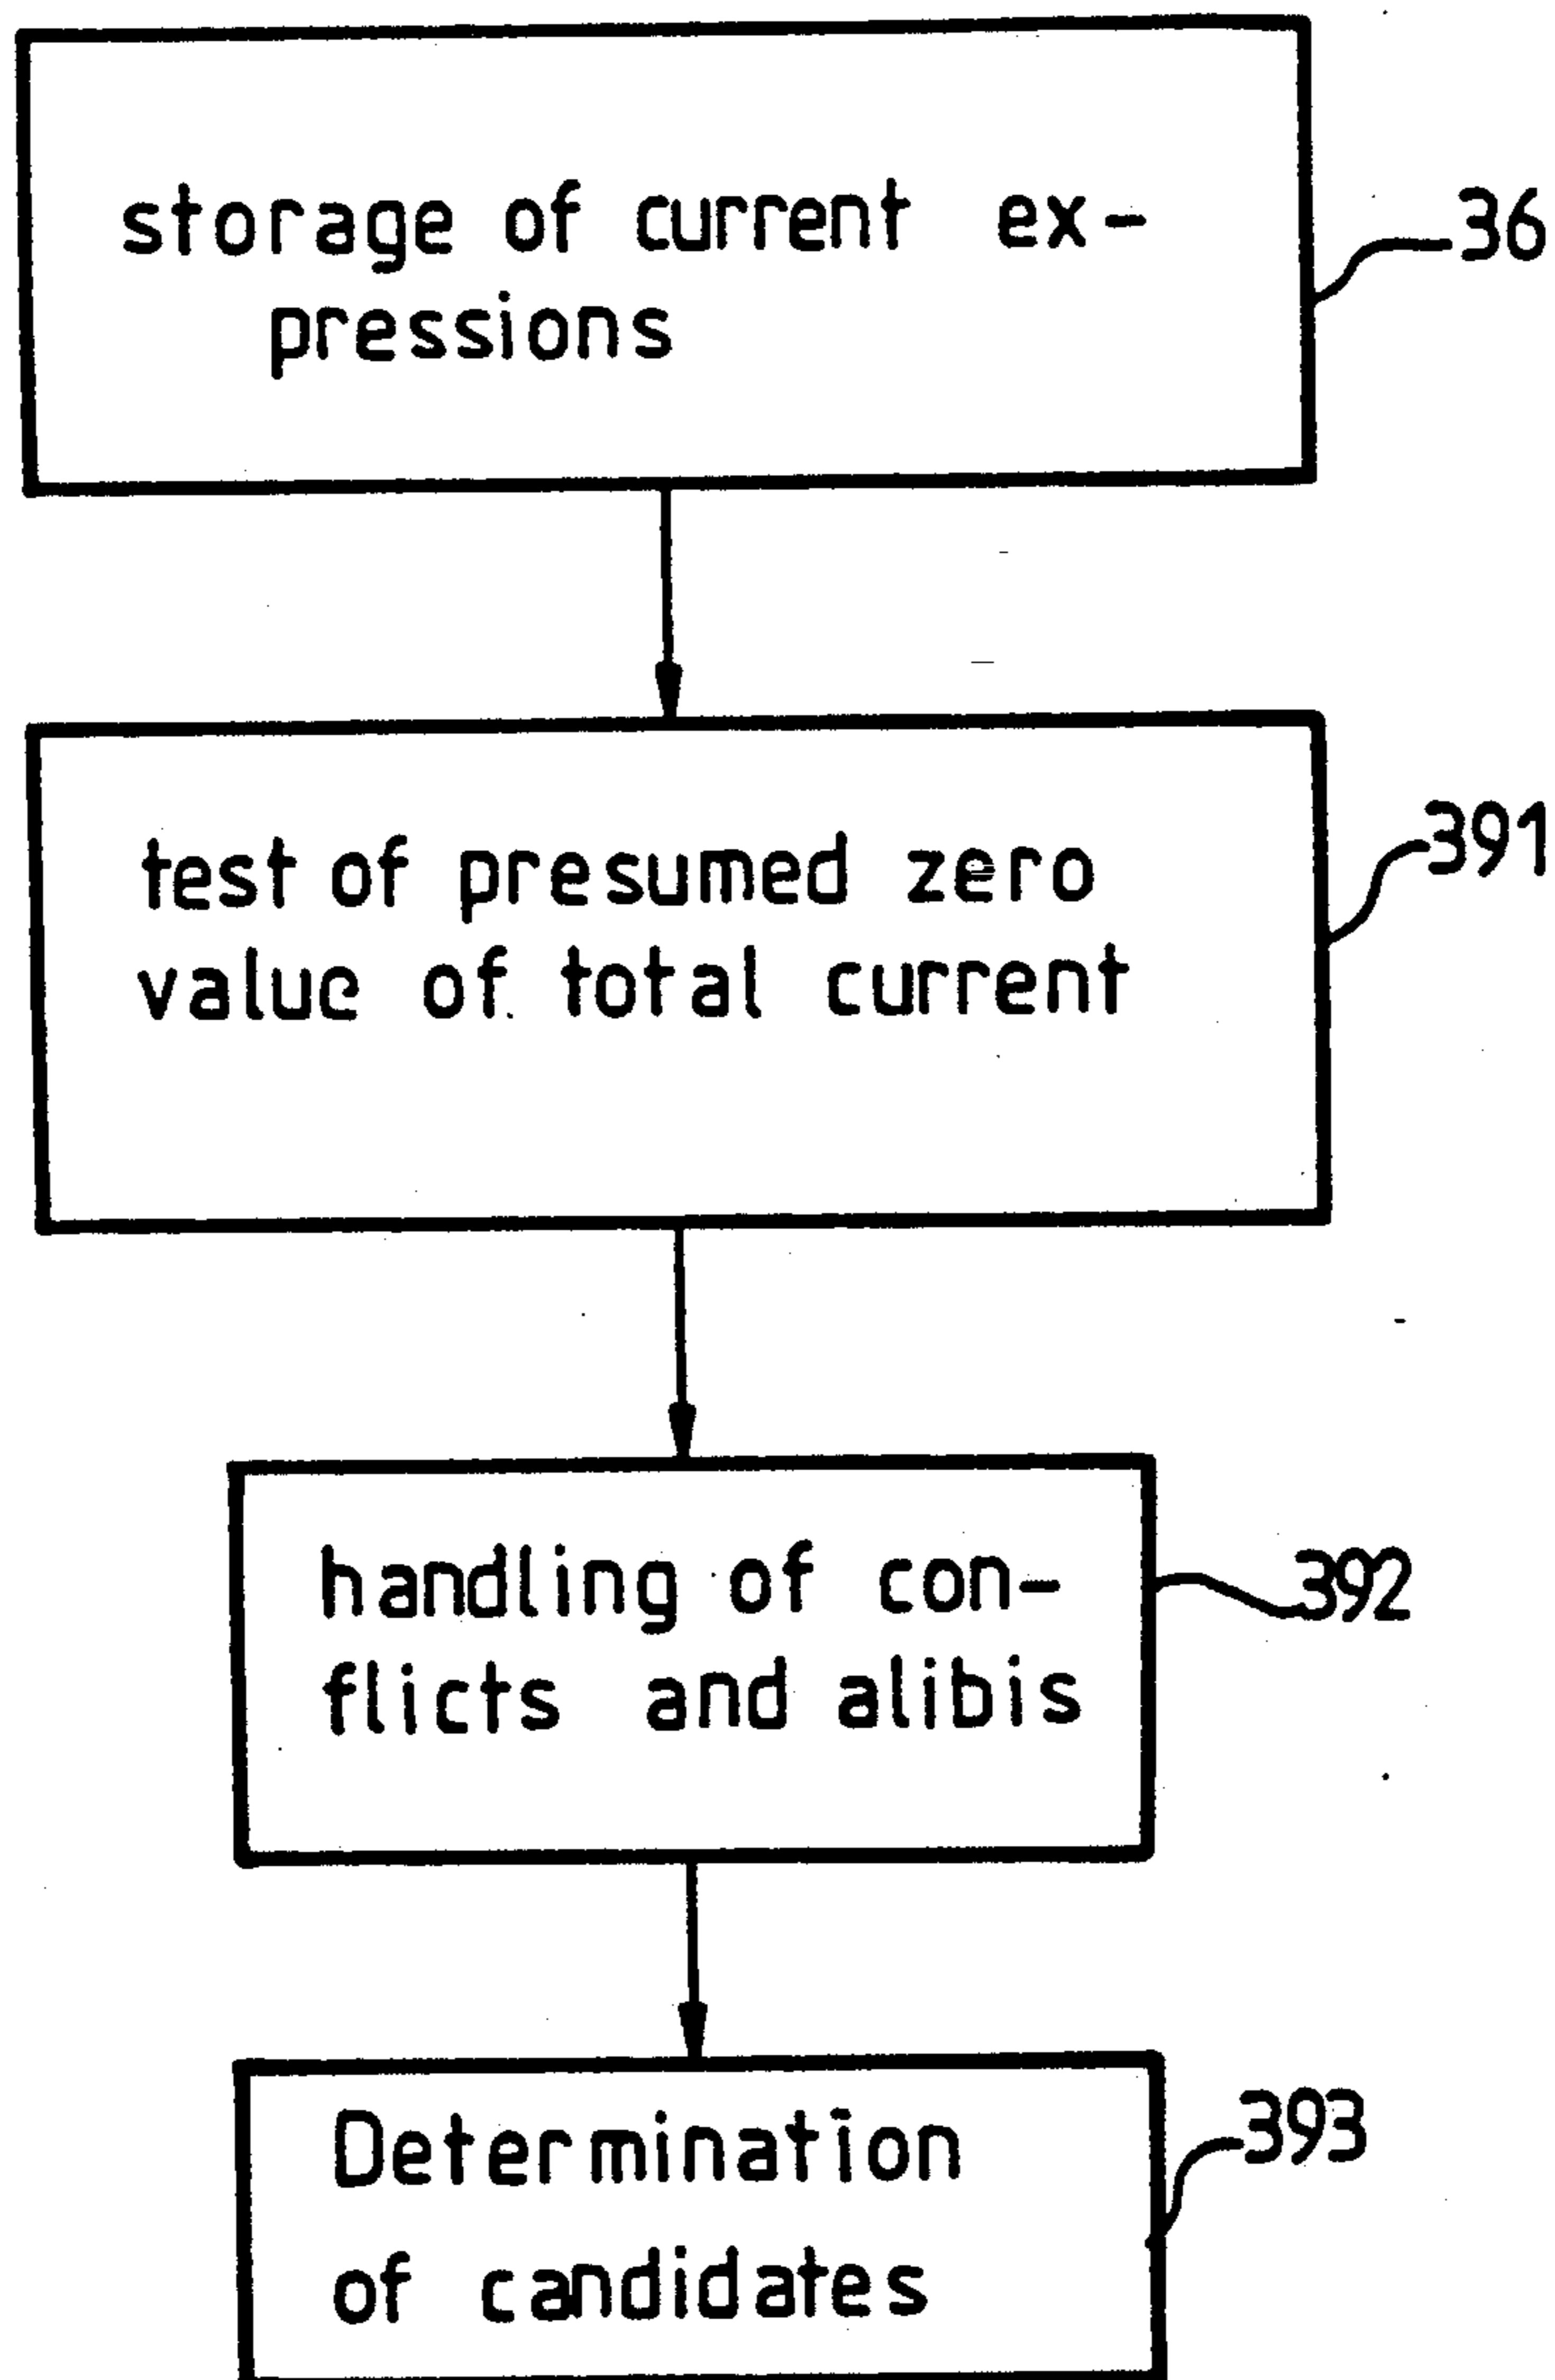 storage of current ex-
pressions
36
test of presumed zero
value of total current
391
handling of con-
flicts and alibis
392
Determination
of candidates
393